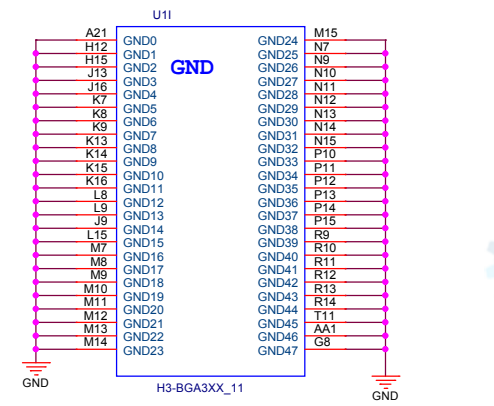 U1I
GND
A21 GND0 GND24 M15
H12 GND1 GND25 N7
H15 GND2 GND26 N9
J13 GND3 GND27 N10
J16 GND4 GND28 N11
K7 GND5 GND29 N12
K8 GND6 GND30 N13
K9 GND7 GND31 N14
K13 GND8 GND32 N15
K14 GND9 GND33 P10
K15 GND10 GND34 P11
K16 GND11 GND35 P12
L8 GND12 GND36 P13
L9 GND13 GND37 P14
J9 GND14 GND38 P15
L15 GND15 GND39 R9
M7 GND16 GND40 R10
M8 GND17 GND41 R11
M9 GND18 GND42 R12
M10 GND19 GND43 R13
M11 GND20 GND44 R14
M12 GND21 GND45 T11
M13 GND22 GND46 AA1
M14 GND23 GND47 G8
GND
H3-BGA3XX_11
GND